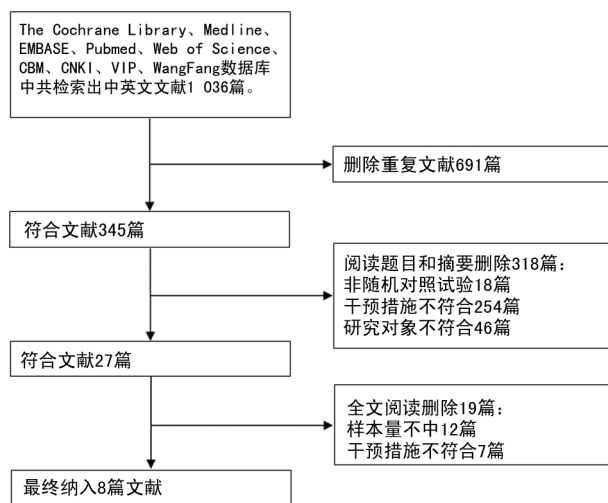 The Cochrane Library、Medline、
EMBASE、Pubmed、Web of Science、
CBM、CNKI、VIP、WangFang数据库
中共检索出中英文文献1 036篇。
删除重复文献691篇
符合文献345篇
阅读题目和摘要删除318篇：
非随机对照试验18篇
干预措施不符合254篇
研究对象不符合46篇
符合文献27篇
全文阅读删除19篇：
样本量不中12篇
干预措施不符合7篇
最终纳入8篇文献